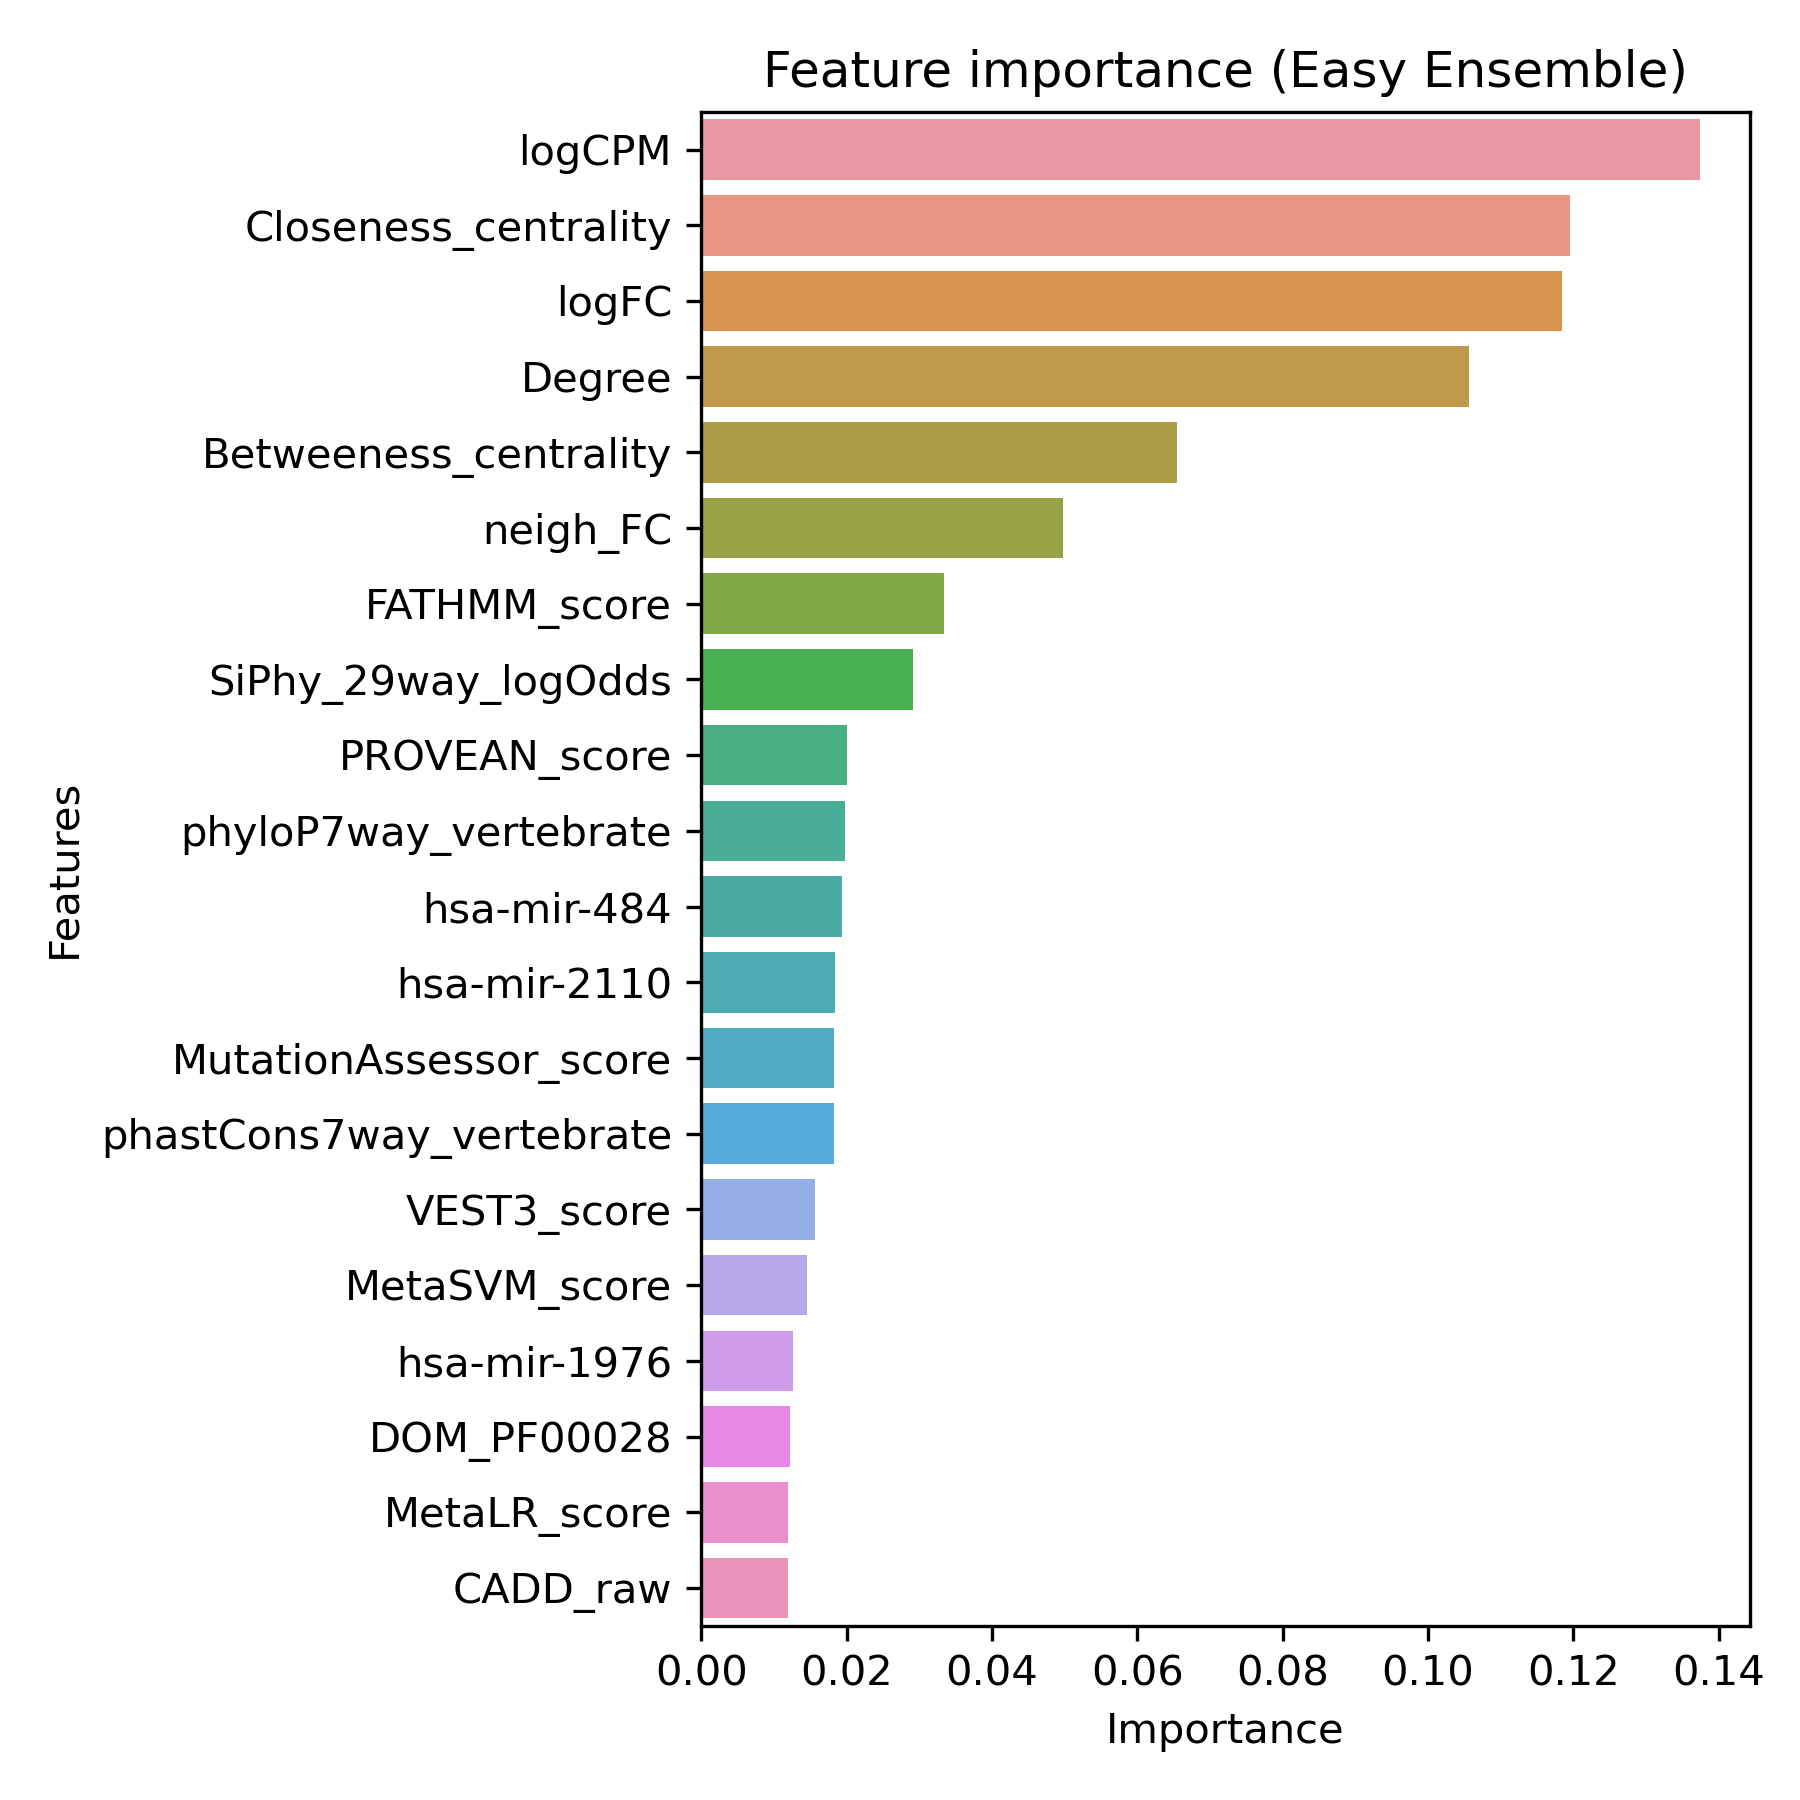 Feature importance (Easy Ensemble)
logCPM
Closeness_centrality
logFC
Degree
Betweeness_centrality
neigh_FC
FATHMM_score
SiPhy_29way_logOdds
PROVEAN_score
phyloP7way_vertebrate
hsa-mir-484
hsa-mir-2110
MutationAssessor_score
phastCons7way_vertebrate
VEST3_score
MetaSVM_score
hsa-mir-1976
DOM_PF00028
MetaLR_score
CADD_raw
Features
0.00 0.02 0.04 0.06 0.08 0.10 0.12 0.14
Importance